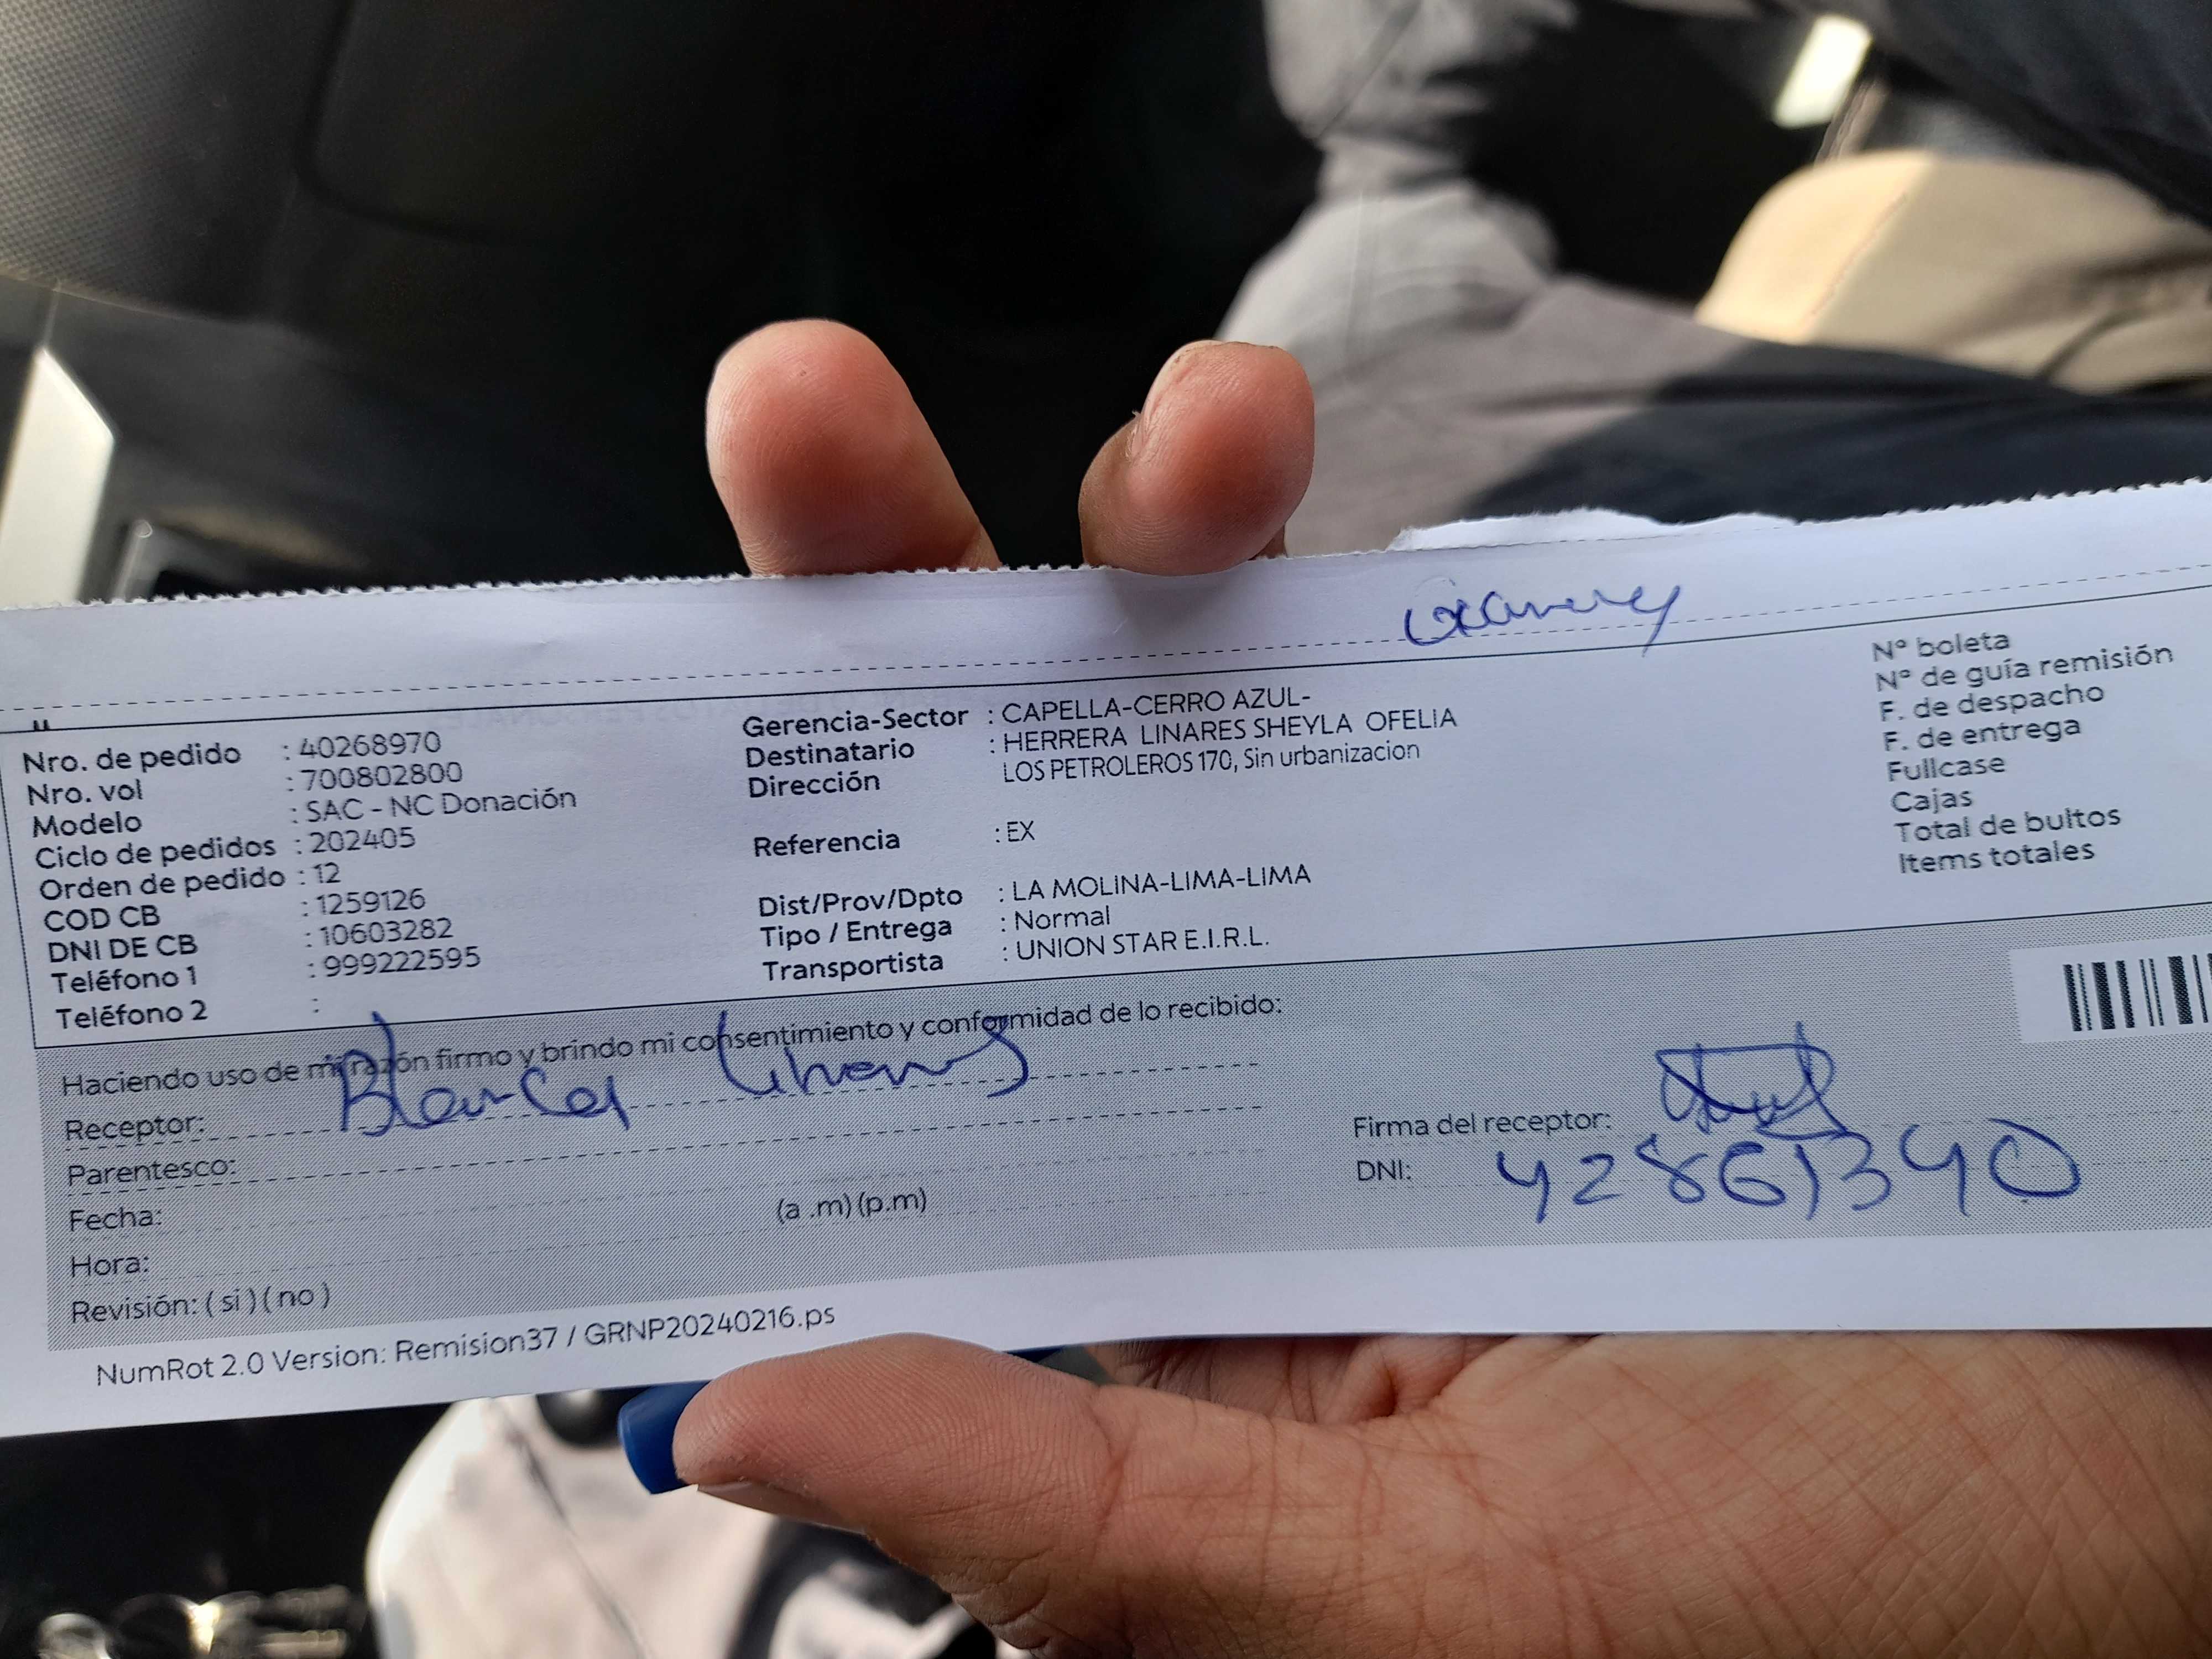 Nro. de pedido : 40268970
Nro. vol : 700802800
Modelo : SAC - NC Donación
Ciclo de pedidos : 202405
Orden de pedido : 12
COD CB : 1259126
DNI DE CB : 10603282
Teléfono 1 : 999222595
Teléfono 2 :
Gerencia-Sector : CAPELLA-CERRO AZUL-
Destinatario : HERRERA LINARES SHEYLA OFELIA
Dirección LOS PETROLEROS 170, Sin urbanizacion
Referencia : EX
Dist/Prov/Dpto : LA MOLINA-LIMA-LIMA
Tipo / Entrega : Normal
Transportista : UNION STAR E.I.R.L.
Nº boleta
Nº de guía remisión
F. de despacho
F. de entrega
Fullcase
Cajas
Total de bultos
Items totales
Haciendo uso de mi razón firmo y brindo mi consentimiento y conformidad de lo recibido:
Receptor: Blanca
Parentesco:
Fecha:
Hora: (a .m) (p.m)
Revisión: ( si ) ( no )
Firma del receptor:
DNI: 42861340
NumRot 2.0 Version: Remision37 / GRNP20240216.ps